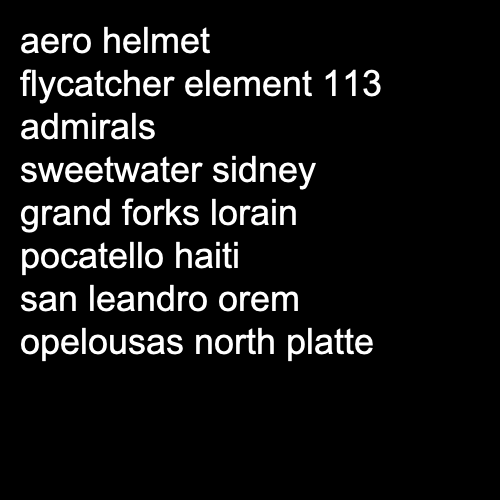 aero helmet
flycatcher element 113
admirals
sweetwater sidney
grand forks lorain
pocatello haiti
san leandro orem
opelousas north platte